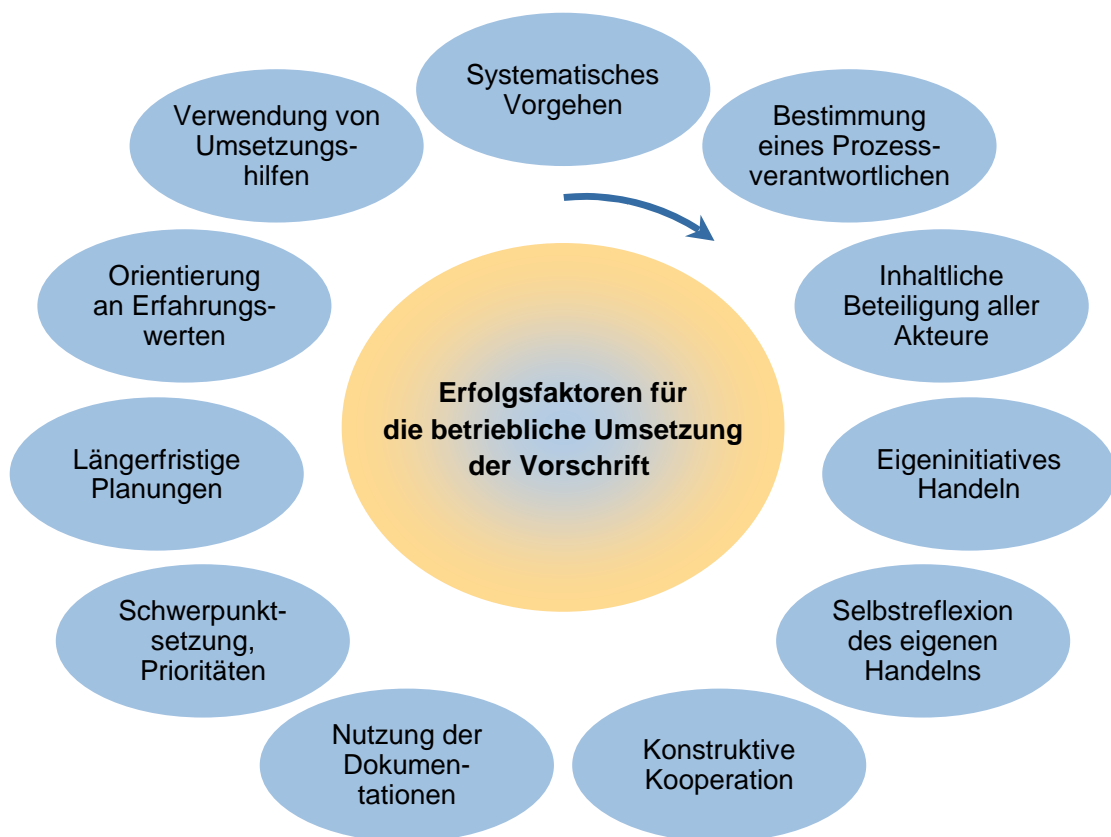 Systematisches
Vorgehen
Bestimmung
eines Prozess-
verantwortlichen
Inhaltliche
Beteiligung aller
Akteure
Eigeninitiatives
Handeln
Selbstreflexion
des eigenen
Handelns
Konstruktive
Kooperation
Nutzung der
Dokumen-
tationen
Schwerpunkt-
setzung,
Prioritäten
Längerfristige
Planungen
Orientierung
an Erfahrungs-
werten
Verwendung von
Umsetzungs-
hilfen
Erfolgsfaktoren für
die betriebliche Umsetzung
der Vorschrift